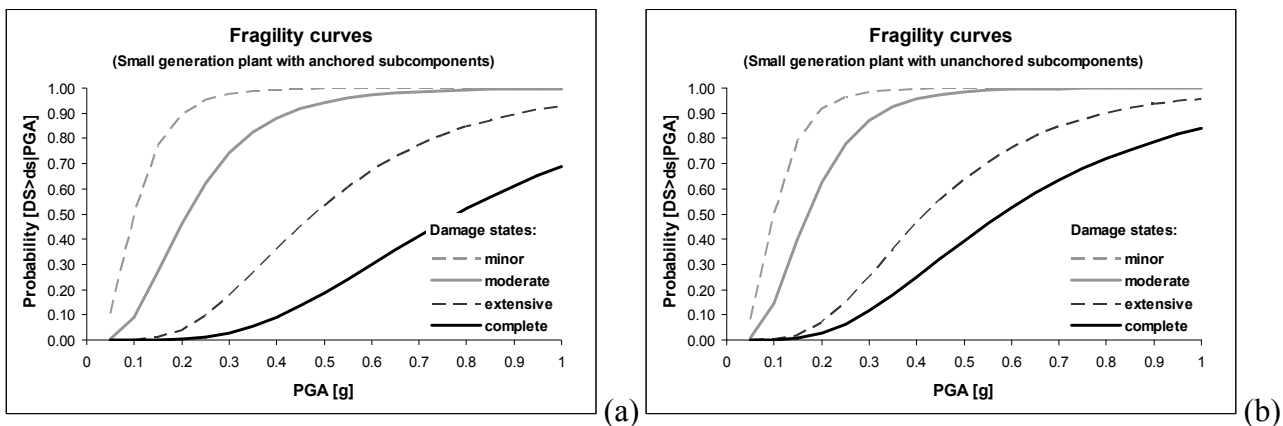 Fragility curves
(Small generation plant with anchored subcomponents)
Probability [DS>ds|PGA]
1.00
0.90
0.80
0.70
0.60
0.50
0.40
0.30
0.20
0.10
0.00
Damage states:
minor
moderate
extensive
complete
0 0.1 0.2 0.3 0.4 0.5 0.6 0.7 0.8 0.9 1
PGA [g]
(a)
Fragility curves
(Small generation plant with unanchored subcomponents)
Probability [DS>ds|PGA]
1.00
0.90
0.80
0.70
0.60
0.50
0.40
0.30
0.20
0.10
0.00
Damage states:
minor
moderate
extensive
complete
0 0.1 0.2 0.3 0.4 0.5 0.6 0.7 0.8 0.9 1
PGA [g]
(b)